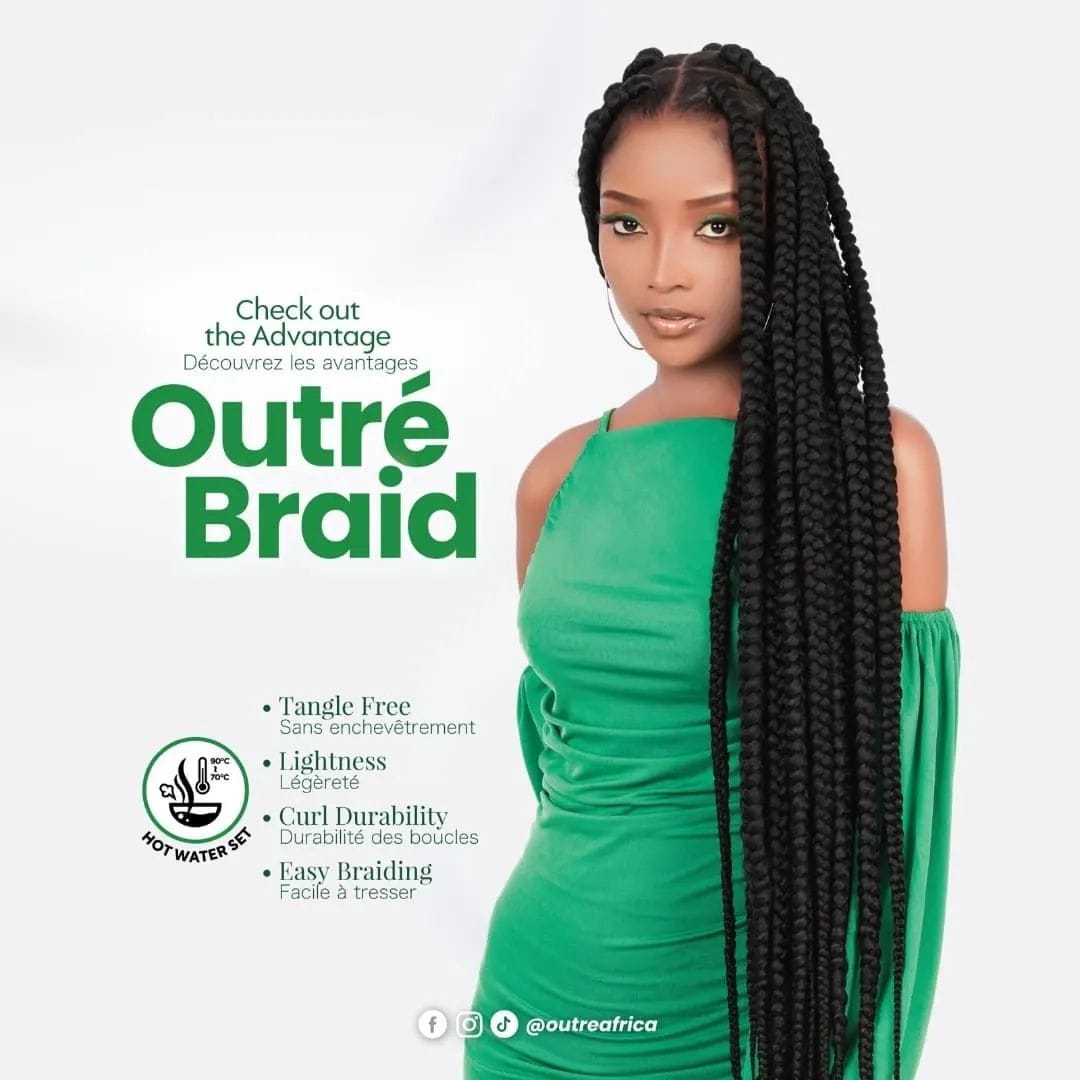 Check out
the Advantage
Découvrez les avantages
Outré
Braid
• Tangle Free
Sans enchevêtrement
• Lightness
Légèreté
• Curl Durability
Durabilité des boucles
• Easy Braiding
Facile à tresser
90°C
~
70°C
HOT WATER SET
@outreafrica